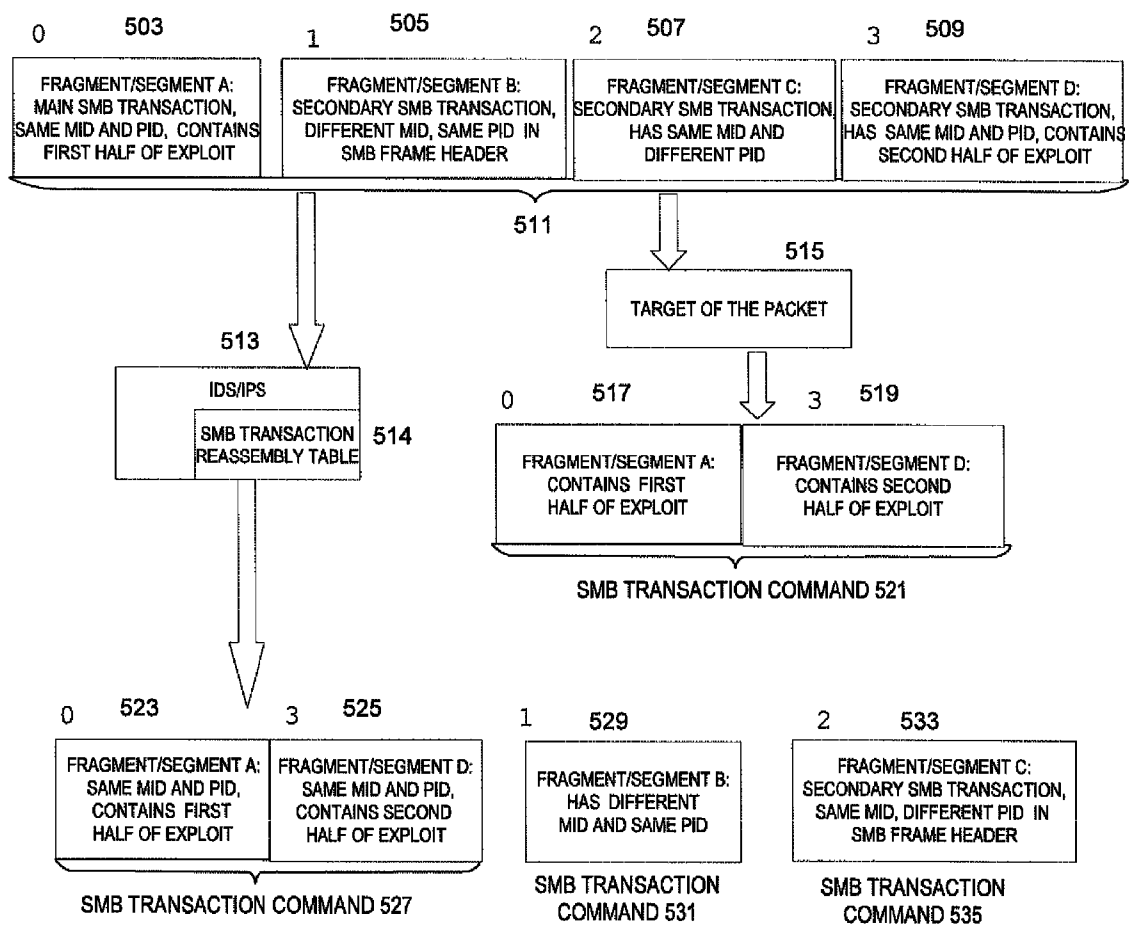 0 503 1 505 2 507 3 509
FRAGMENT/SEGMENT A:
MAIN SMB TRANSACTION,
SAME MID AND PID, CONTAINS
FIRST HALF OF EXPLOIT
FRAGMENT/SEGMENT B:
SECONDARY SMB TRANSACTION,
DIFFERENT MID, SAME PID IN
SMB FRAME HEADER
FRAGMENT/SEGMENT C:
SECONDARY SMB TRANSACTION,
HAS SAME MID AND
DIFFERENT PID
FRAGMENT/SEGMENT D:
SECONDARY SMB TRANSACTION,
HAS SAME MID AND PID, CONTAINS
SECOND HALF OF EXPLOIT
511
515
TARGET OF THE PACKET
513
IDS/IPS
SMB TRANSACTION
REASSEMBLY TABLE
514
0 517 3 519
FRAGMENT/SEGMENT A:
CONTAINS FIRST
HALF OF EXPLOIT
FRAGMENT/SEGMENT D:
CONTAINS SECOND
HALF OF EXPLOIT
SMB TRANSACTION COMMAND 521
0 523 3 525 1 529 2 533
FRAGMENT/SEGMENT A:
SAME MID AND PID,
CONTAINS FIRST
HALF OF EXPLOIT
FRAGMENT/SEGMENT D:
SAME MID AND PID,
CONTAINS SECOND
HALF OF EXPLOIT
FRAGMENT/SEGMENT B:
HAS DIFFERENT
MID AND SAME PID
FRAGMENT/SEGMENT C:
SECONDARY SMB TRANSACTION,
SAME MID, DIFFERENT PID IN
SMB FRAME HEADER
SMB TRANSACTION COMMAND 527
SMB TRANSACTION
COMMAND 531
SMB TRANSACTION
COMMAND 535